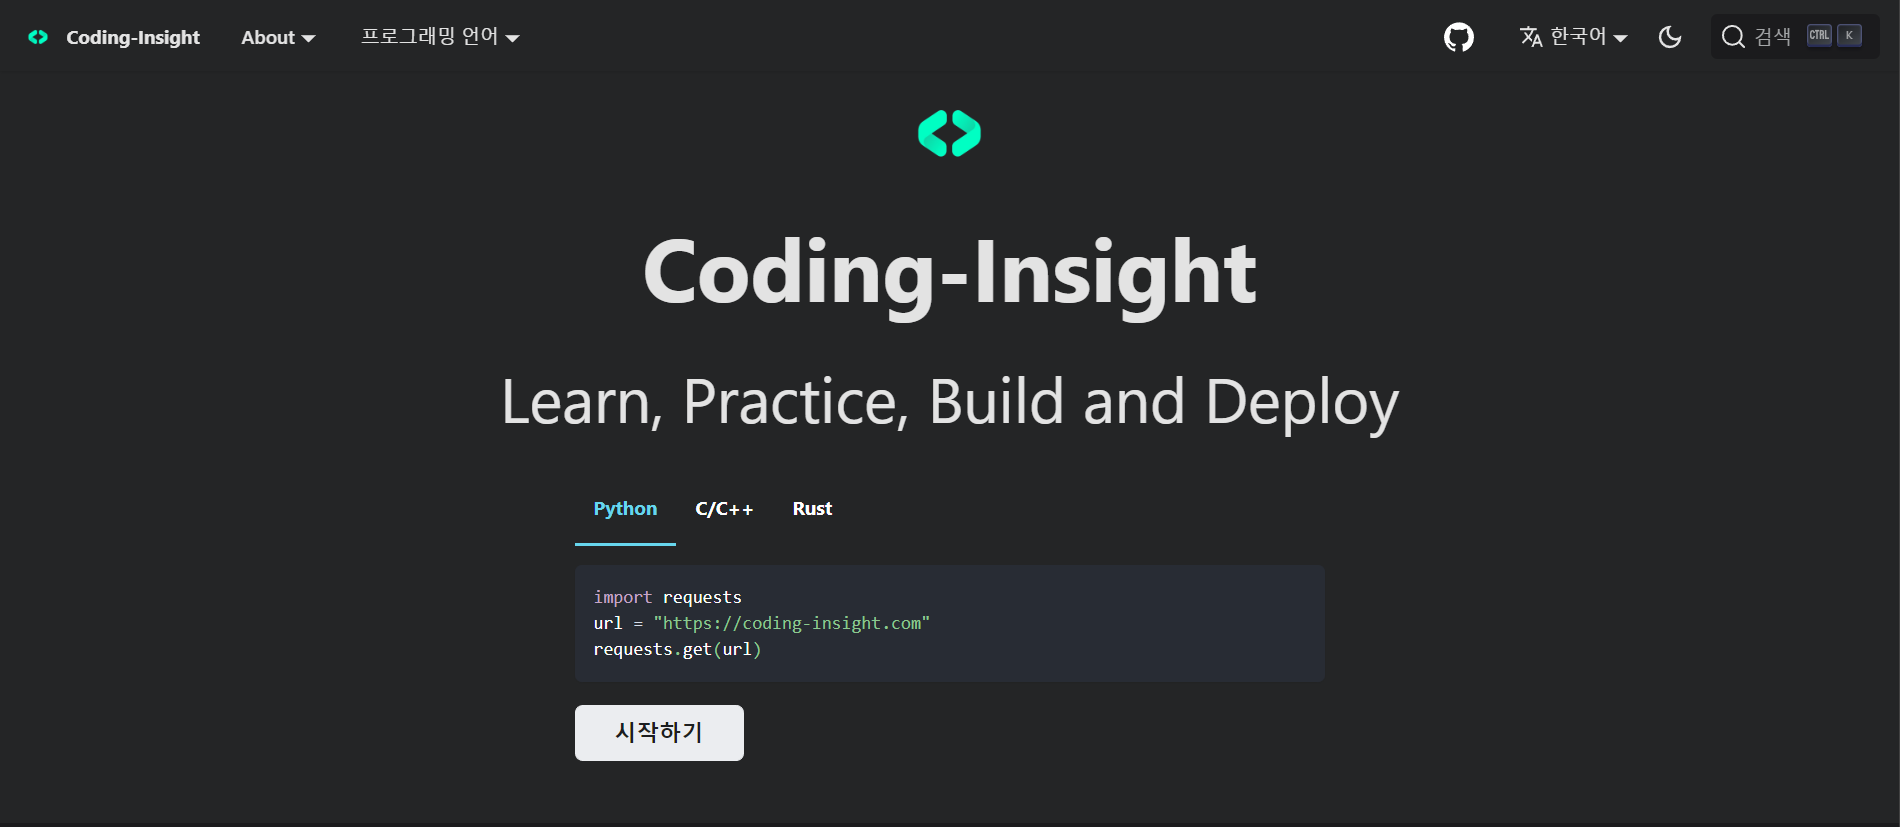 Coding-Insight About 프로그래밍 언어 한국어 검색 CTRL K
Coding-Insight
Learn, Practice, Build and Deploy
Python C/C++ Rust
import requests
url = "https://coding-insight.com"
requests.get(url)
시작하기